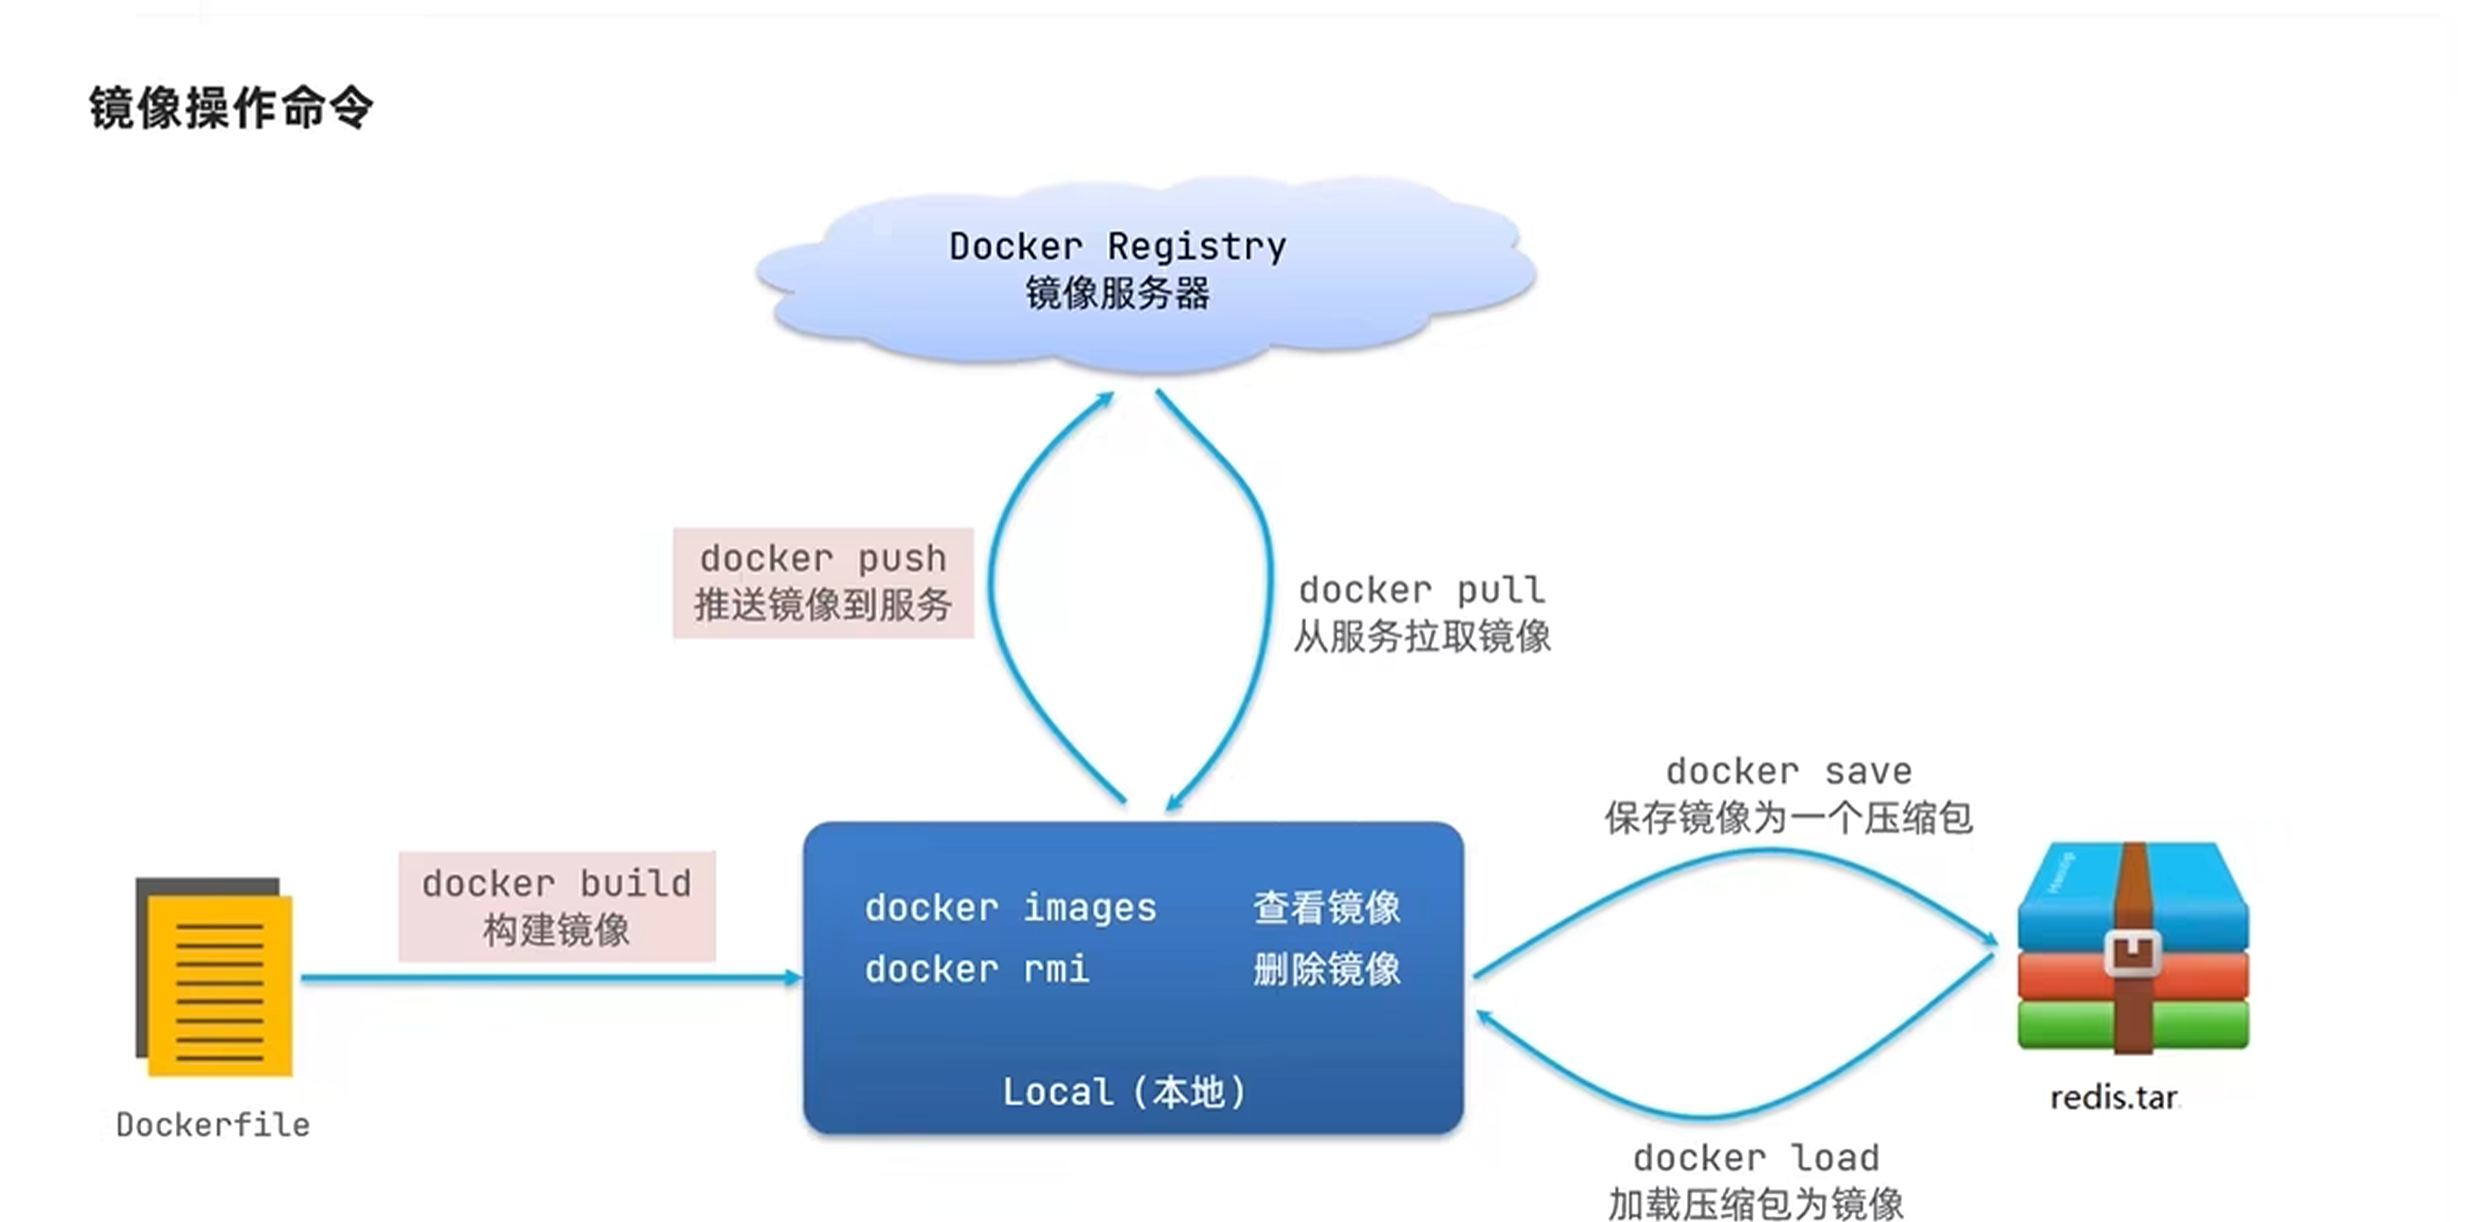 镜像操作命令
Docker Registry
镜像服务器
docker push
推送镜像到服务
docker pull
从服务拉取镜像
docker save
保存镜像为一个压缩包
docker build
构建镜像
docker images 查看镜像
docker rmi 删除镜像
Local（本地）
Dockerfile
redis.tar
docker load
加载压缩包为镜像